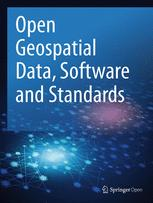 Open
Geospatial
Data, Software
and Standards
Springer Open